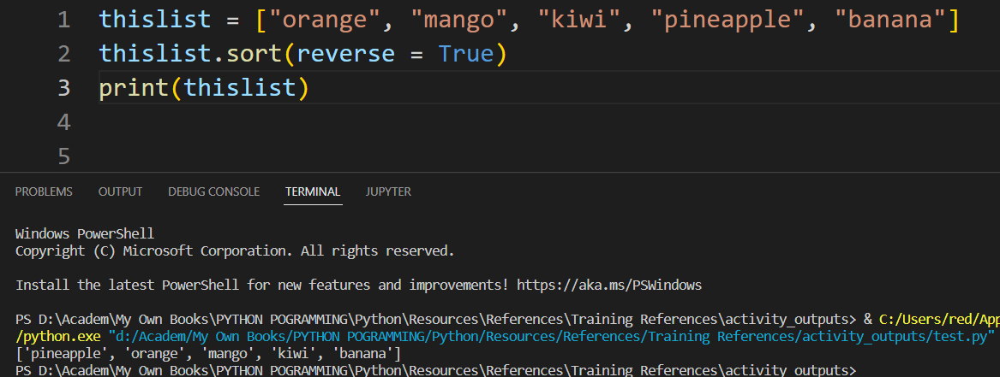 1 thislist = ["orange", "mango", "kiwi", "pineapple", "banana"]
2 thislist.sort(reverse = True)
3 print(thislist)
4
5
PROBLEMS OUTPUT DEBUG CONSOLE TERMINAL JUPYTER
Windows PowerShell
Copyright (C) Microsoft Corporation. All rights reserved.
Install the latest PowerShell for new features and improvements! https://aka.ms/PSWindows
PS D:\Academ\My Own Books\PYTHON POGRAMMING\Python\Resources\References\Training References\activity_outputs> & C:/Users/red/App
/python.exe "d:/Academ/My Own Books/PYTHON POGRAMMING/Python/Resources/References/Training References/activity_outputs/test.py"
['pineapple', 'orange', 'mango', 'kiwi', 'banana']
PS D:\Academ\My Own Books\PYTHON POGRAMMING\Python\Resources\References\Training References\activity_outputs>